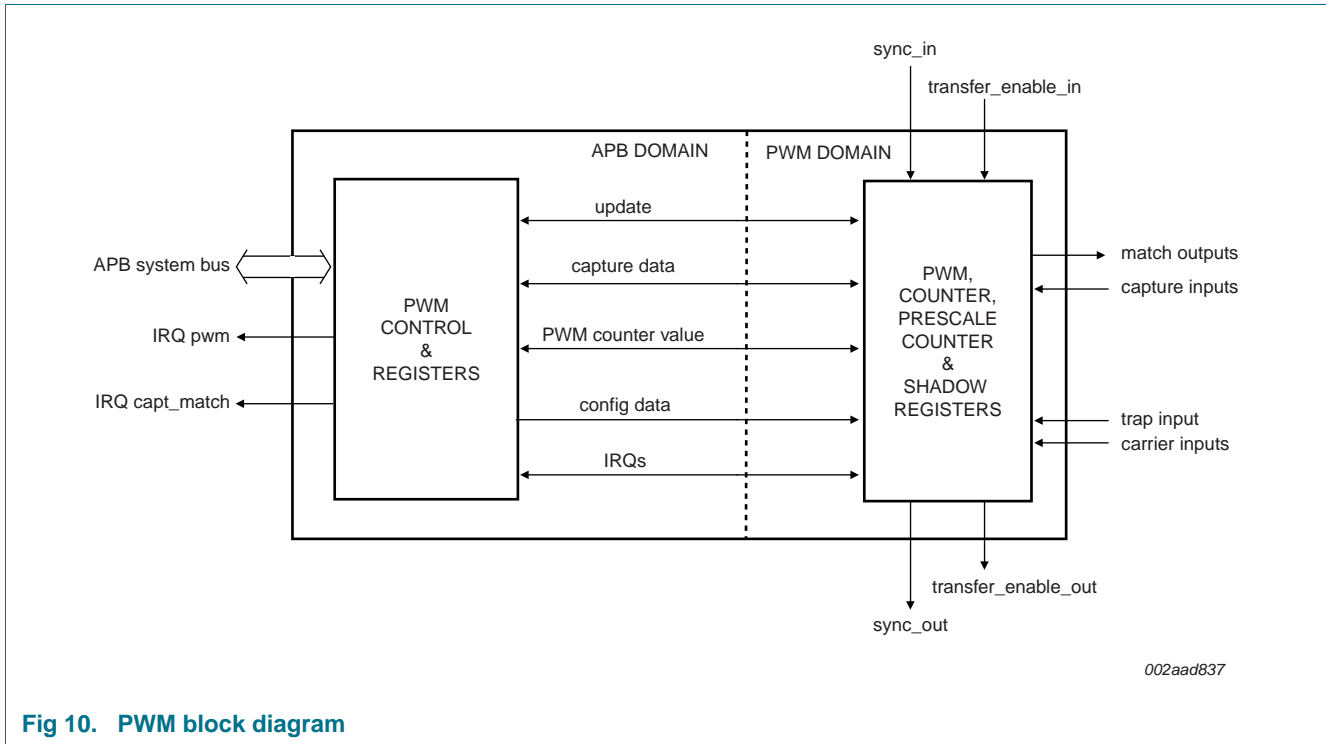 sync_in
transfer_enable_in
APB DOMAIN
PWM DOMAIN
APB system bus
IRQ pwm
IRQ capt_match
PWM
CONTROL
&
REGISTERS
update
capture data
PWM counter value
config data
IRQs
PWM,
COUNTER,
PRESCALE
COUNTER
&
SHADOW
REGISTERS
match outputs
capture inputs
trap input
carrier inputs
transfer_enable_out
sync_out
002aad837
Fig 10. PWM block diagram